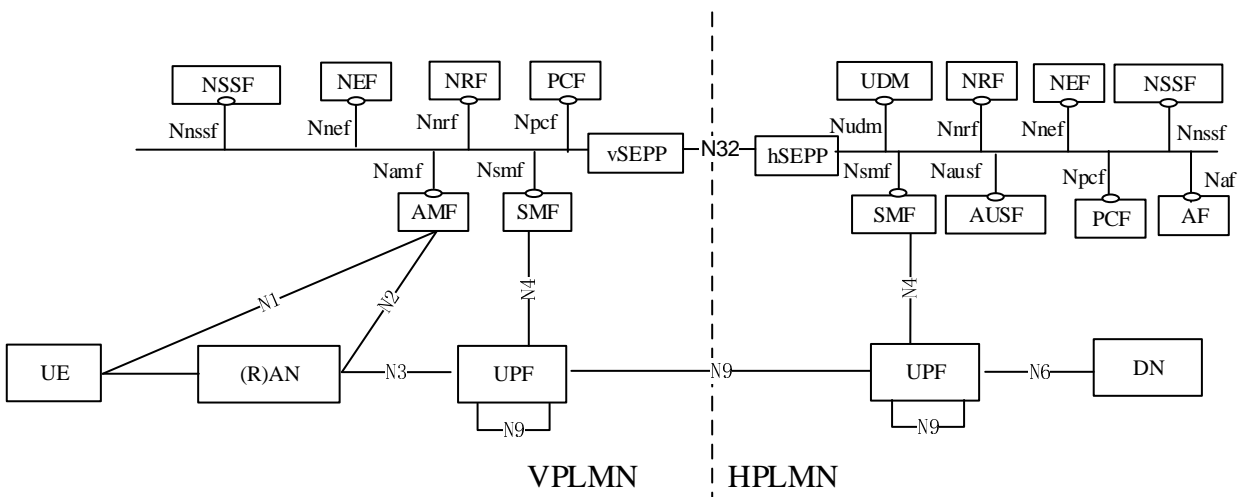 NSSF NEF NRF PCF UDM NRF NEF NSSF
Nnssf Nnef Nnrf Npcf Nudm Nnrf Nnef Nnssf
vSEPP N32 hSEPP
Namf Nsmf Nsmf Nausf Npcf Naf
AMF SMF SMF AUSF PCF AF
N1 N2 N4 N4
UE (R)AN N3 UPF N9 UPF N6 DN
N9 N9
VPLMN HPLMN